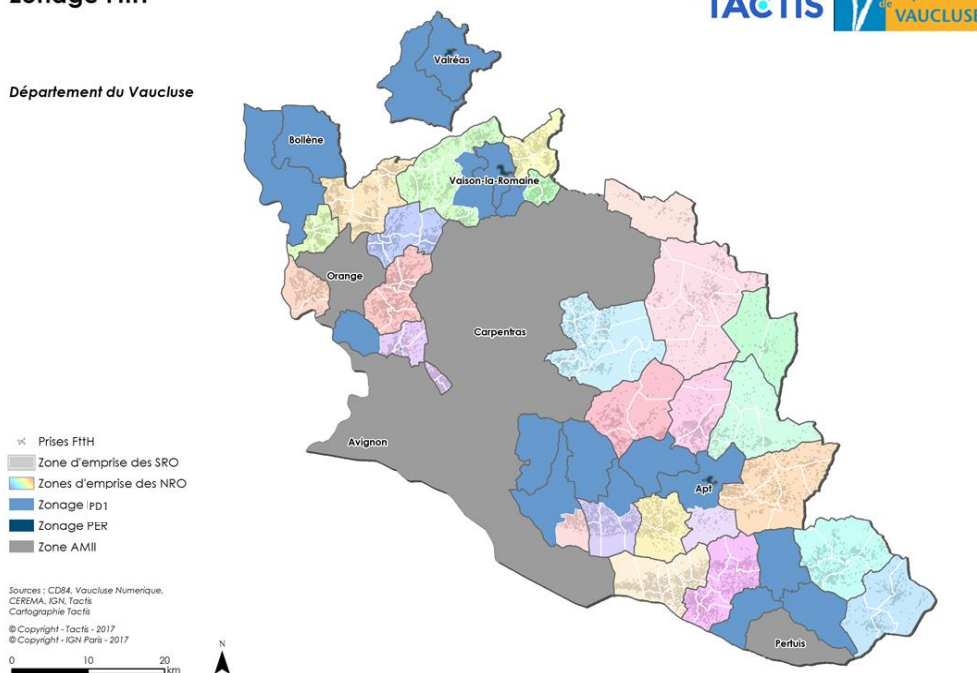 TACTIS
de
VAUCLUSE
Département du Vaucluse
Valréas
Bollène
Vaison-la-Romaine
Orange
Carpentras
Avignon
Apt
Pertuis
Prises FttH
Zone d'emprise des SRO
Zones d'emprise des NRO
Zonage PD1
Zonage PER
Zone AMII
Sources : CD84, Vaucluse Numerique,
CEREMA, IGN, Tactis
Cartographie Tactis
© Copyright - Tactis - 2017
© Copyright - IGN Paris - 2017
N
0 10 20
km